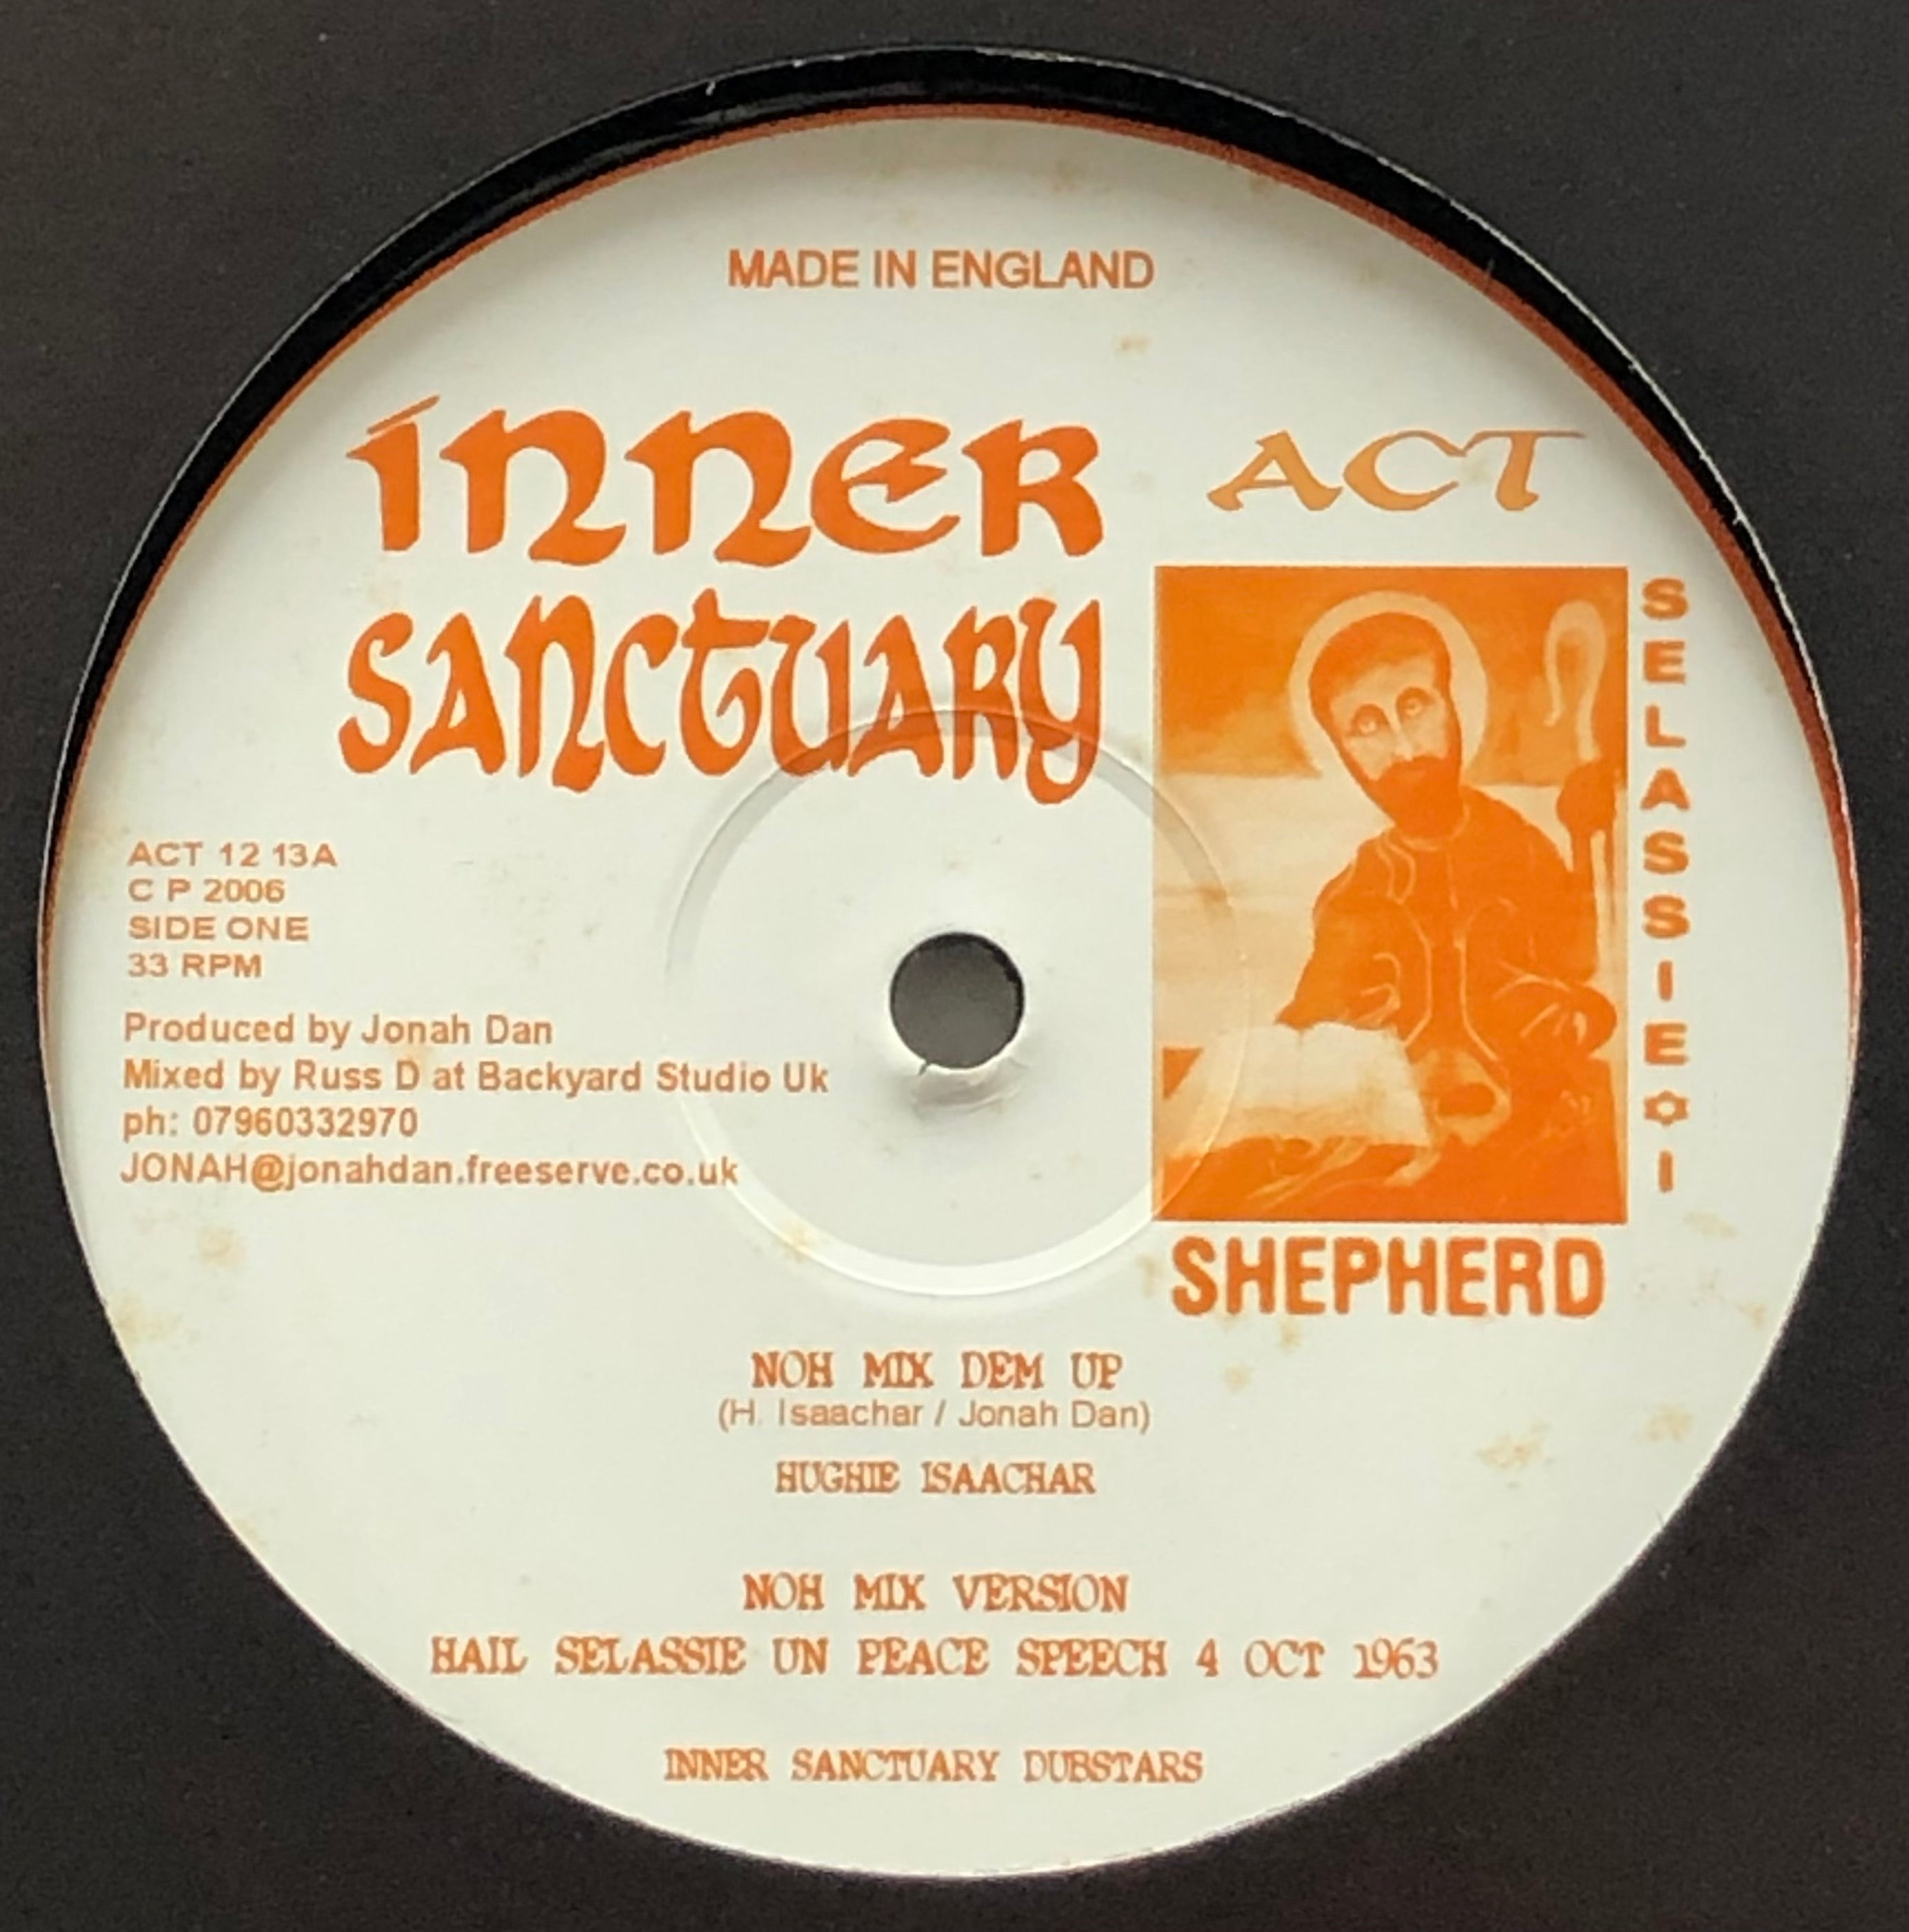 MADE IN ENGLAND
INNER
SANCTUARY
ACT
SELASSIE I
SHEPHERD
ACT 12 13A
C P 2006
SIDE ONE
33 RPM
Produced by Jonah Dan
Mixed by Russ D at Backyard Studio Uk
ph: 07960332970
JONAH@jonahdan.freeserve.co.uk
NOH MIX DEM UP
(H. Isaachar / Jonah Dan)
HUGHIE ISAACHAR
NOH MIX VERSION
HAIL SELASSIE UN PEACE SPEECH 4 OCT 1963
INNER SANCTUARY DUBSTARS